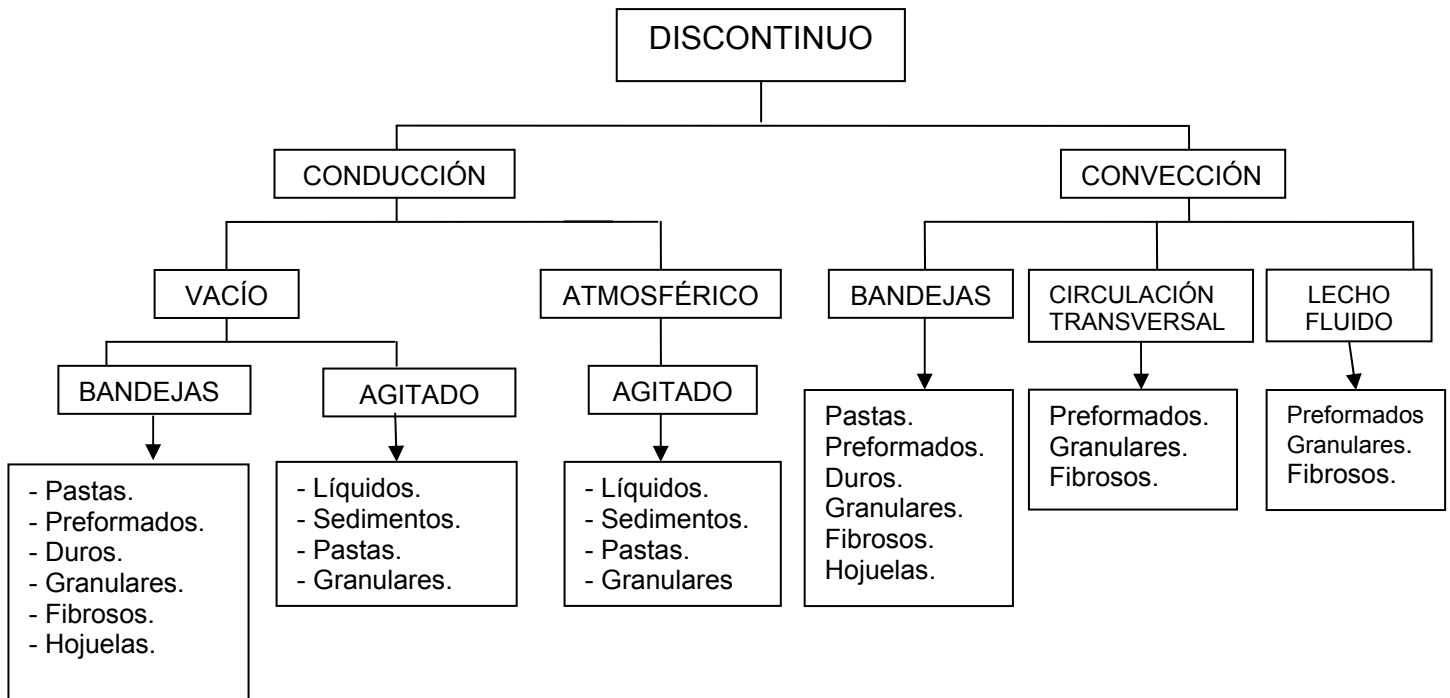 DISCONTINUO
CONDUCCIÓN
CONVECCIÓN
VACÍO
ATMOSFÉRICO
BANDEJAS
CIRCULACIÓN
TRANSVERSAL
LECHO
FLUIDO
BANDEJAS
AGITADO
AGITADO
- Pastas.
- Preformados.
- Duros.
- Granulares.
- Fibrosos.
- Hojuelas.
- Líquidos.
- Sedimentos.
- Pastas.
- Granulares.
- Líquidos.
- Sedimentos.
- Pastas.
- Granulares
Pastas.
Preformados.
Duros.
Granulares.
Fibrosos.
Hojuelas.
Preformados.
Granulares.
Fibrosos.
Preformados
Granulares.
Fibrosos.